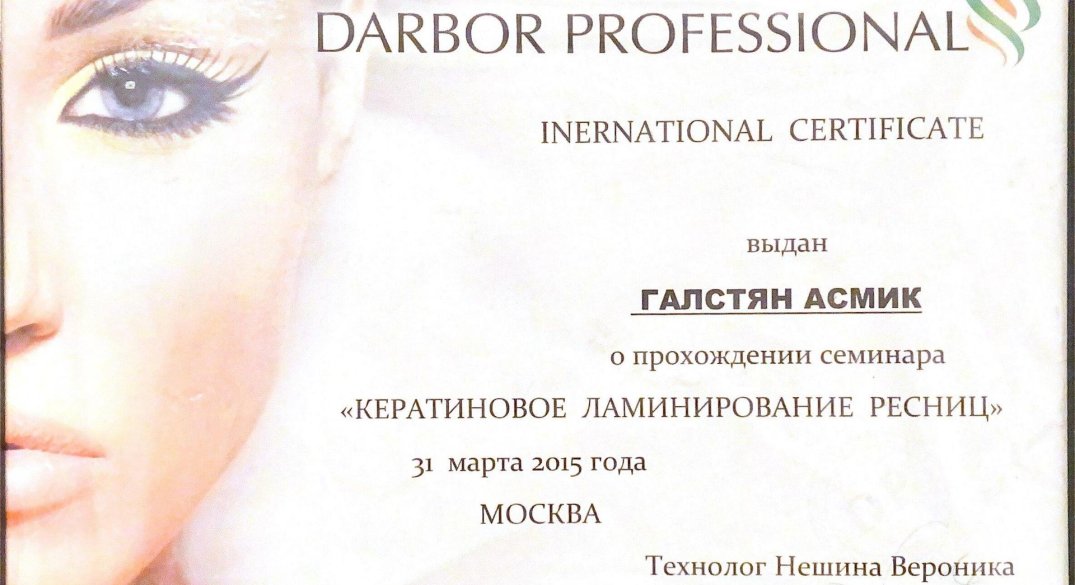 DARBOR PROFESSIONAL
INERNATIONAL CERTIFICATE
выдан
ГАЛСТЯН АСМИК
о прохождении семинара
«КЕРАТИНОВОЕ ЛАМИНИРОВАНИЕ РЕСНИЦ»
31 марта 2015 года
МОСКВА
Технолог Нешина Вероника